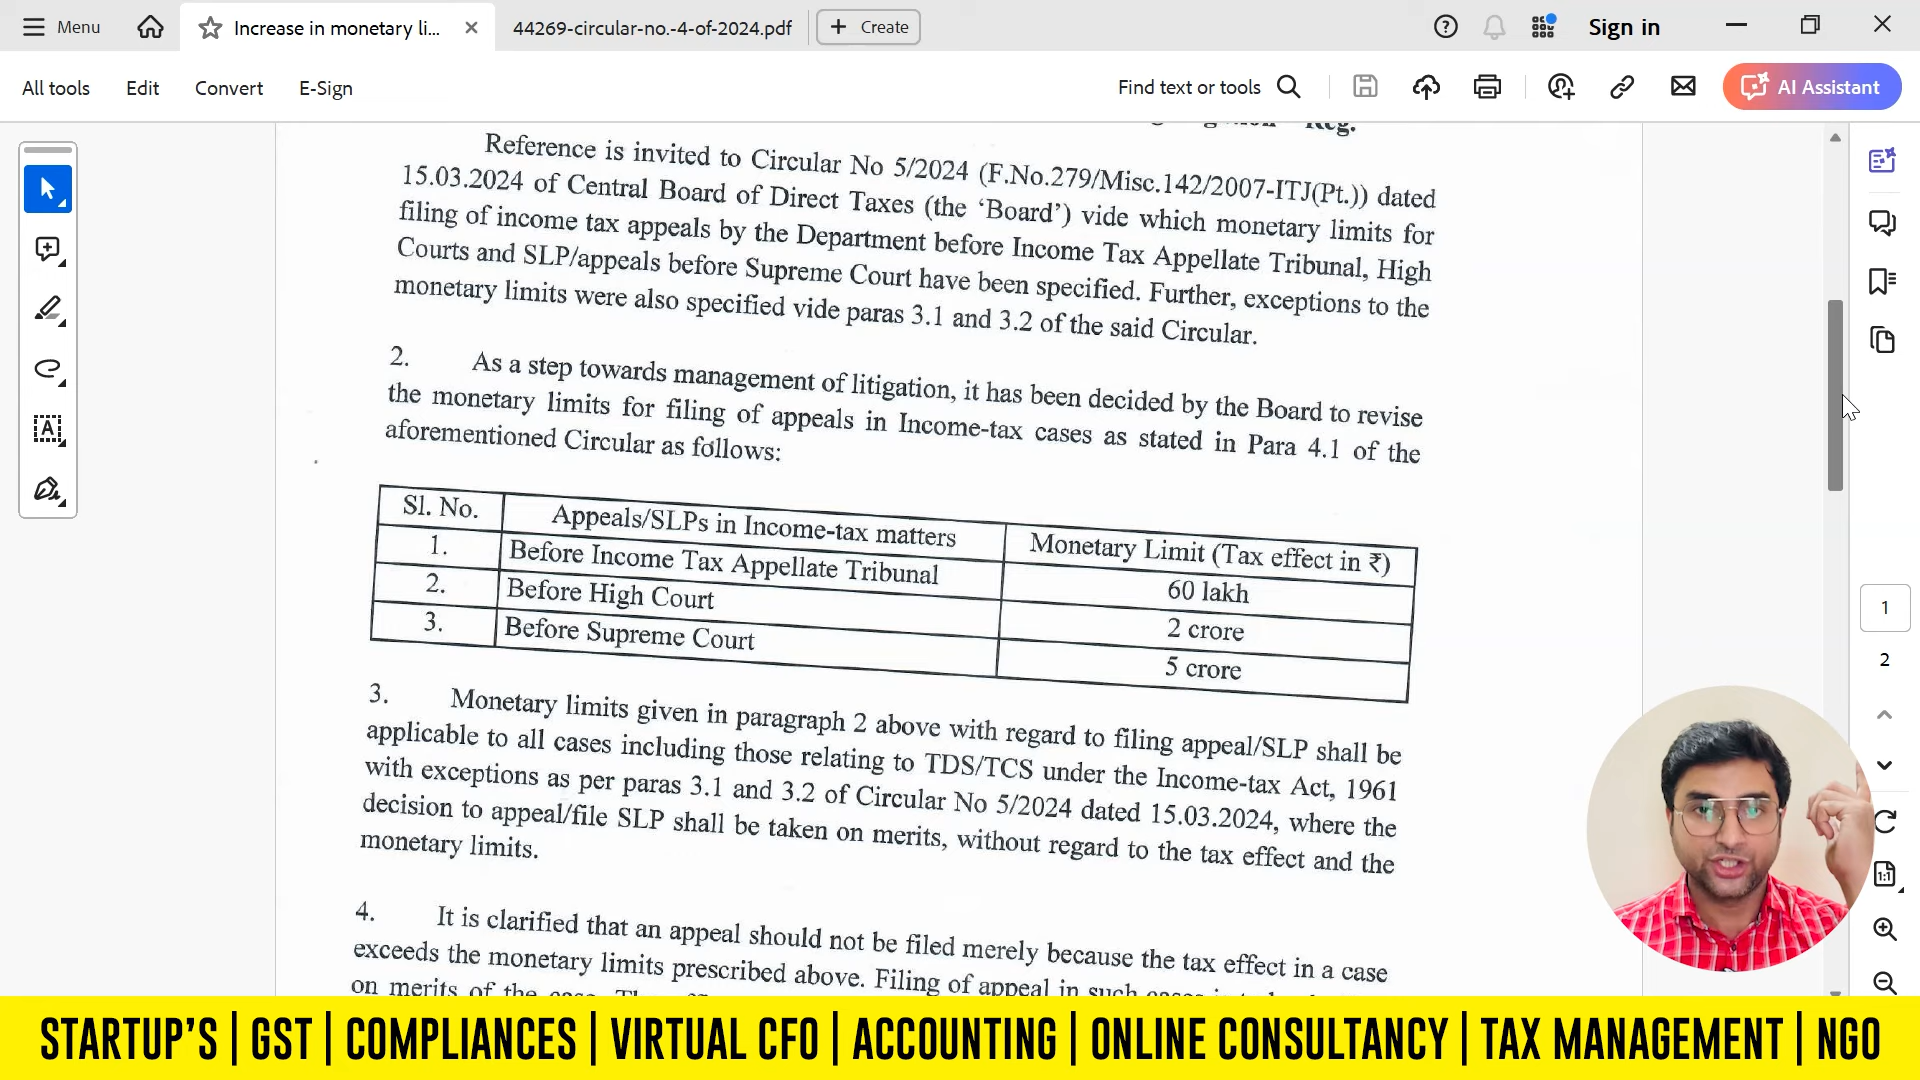 Menu
Increase in monetary li...
44269-circular-no.-4-of-2024.pdf
Create
Sign in
All tools
Edit
Convert
E-Sign
Find text or tools
AI Assistant
Reg.
Reference is invited to Circular No 5/2024 (F.No.279/Misc.142/2007-ITJ(Pt.)) dated
15.03.2024 of Central Board of Direct Taxes (the ‘Board’) vide which monetary limits for
filing of income tax appeals by the Department before Income Tax Appellate Tribunal, High
Courts and SLP/appeals before Supreme Court have been specified. Further, exceptions to the
monetary limits were also specified vide paras 3.1 and 3.2 of the said Circular.
2. As a step towards management of litigation, it has been decided by the Board to revise
the monetary limits for filing of appeals in Income-tax cases as stated in Para 4.1 of the
aforementioned Circular as follows:
Sl. No. Appeals/SLPs in Income-tax matters Monetary Limit (Tax effect in ₹)
1. Before Income Tax Appellate Tribunal 60 lakh
2. Before High Court 2 crore
3. Before Supreme Court 5 crore
3. Monetary limits given in paragraph 2 above with regard to filing appeal/SLP shall be
applicable to all cases including those relating to TDS/TCS under the Income-tax Act, 1961
with exceptions as per paras 3.1 and 3.2 of Circular No 5/2024 dated 15.03.2024, where the
decision to appeal/file SLP shall be taken on merits, without regard to the tax effect and the
monetary limits.
4. It is clarified that an appeal should not be filed merely because the tax effect in a case
exceeds the monetary limits prescribed above. Filing of appeal in such cases is
on merits of the case.
1
2
STARTUP’S | GST | COMPLIANCES | VIRTUAL CFO | ACCOUNTING | ONLINE CONSULTANCY | TAX MANAGEMENT | NGO